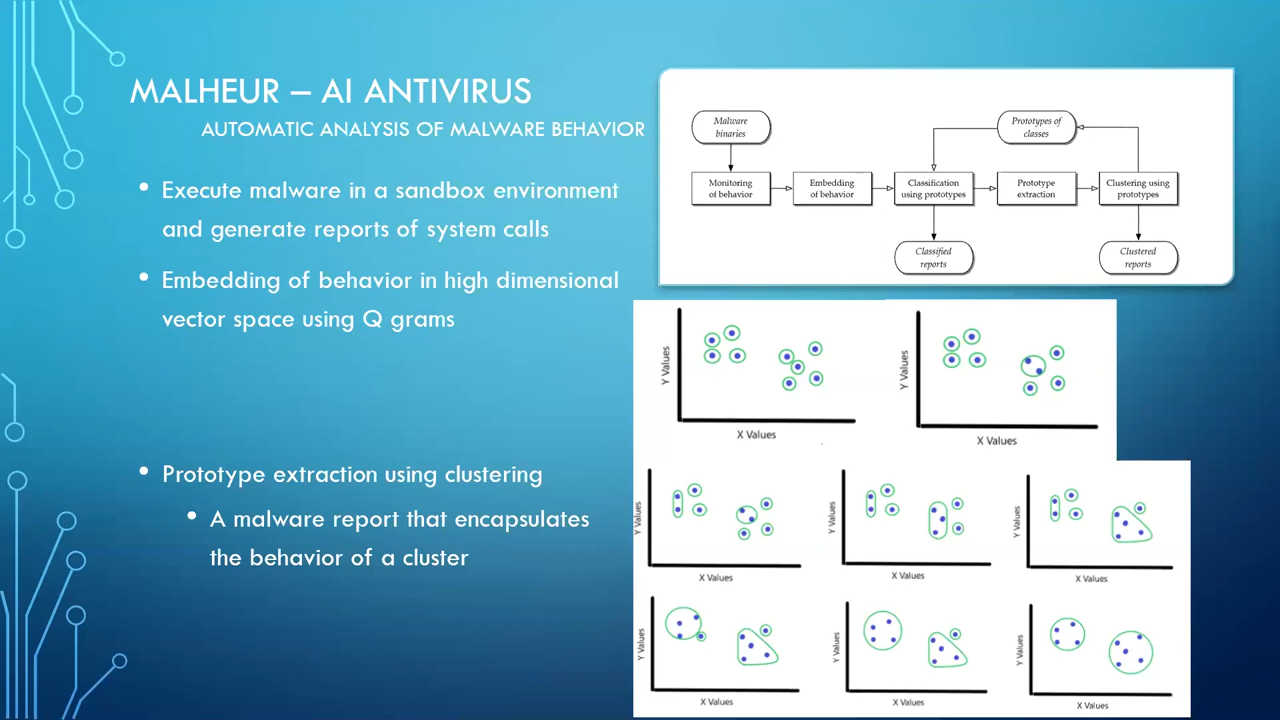 MALHEUR – AI ANTIVIRUS
AUTOMATIC ANALYSIS OF MALWARE BEHAVIOR
• Execute malware in a sandbox environment
and generate reports of system calls
• Embedding of behavior in high dimensional
vector space using Q grams
• Prototype extraction using clustering
• A malware report that encapsulates
the behavior of a cluster
Malware
binaries
Prototypes of
classes
Monitoring
of behavior
Embedding
of behavior
Classification
using prototypes
Prototype
extraction
Clustering using
prototypes
Classified
reports
Clustered
reports
Y Values
X Values
Y Values
X Values
Y Values
X Values
Y Values
X Values
Y Values
X Values
Y Values
X Values
Y Values
X Values
Y Values
X Values